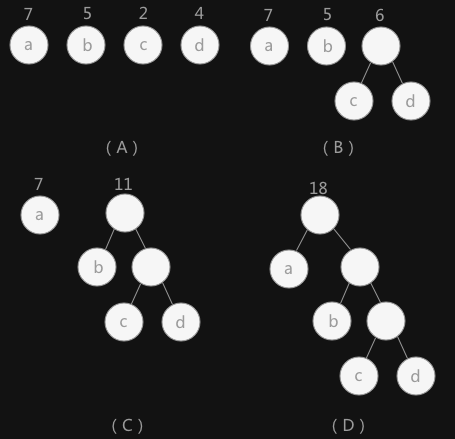 7 5 2 4
a b c d
( A )
7 5 6
a b
c d
( B )
7 11
a
b
c d
( C )
18
a
b
c d
( D )